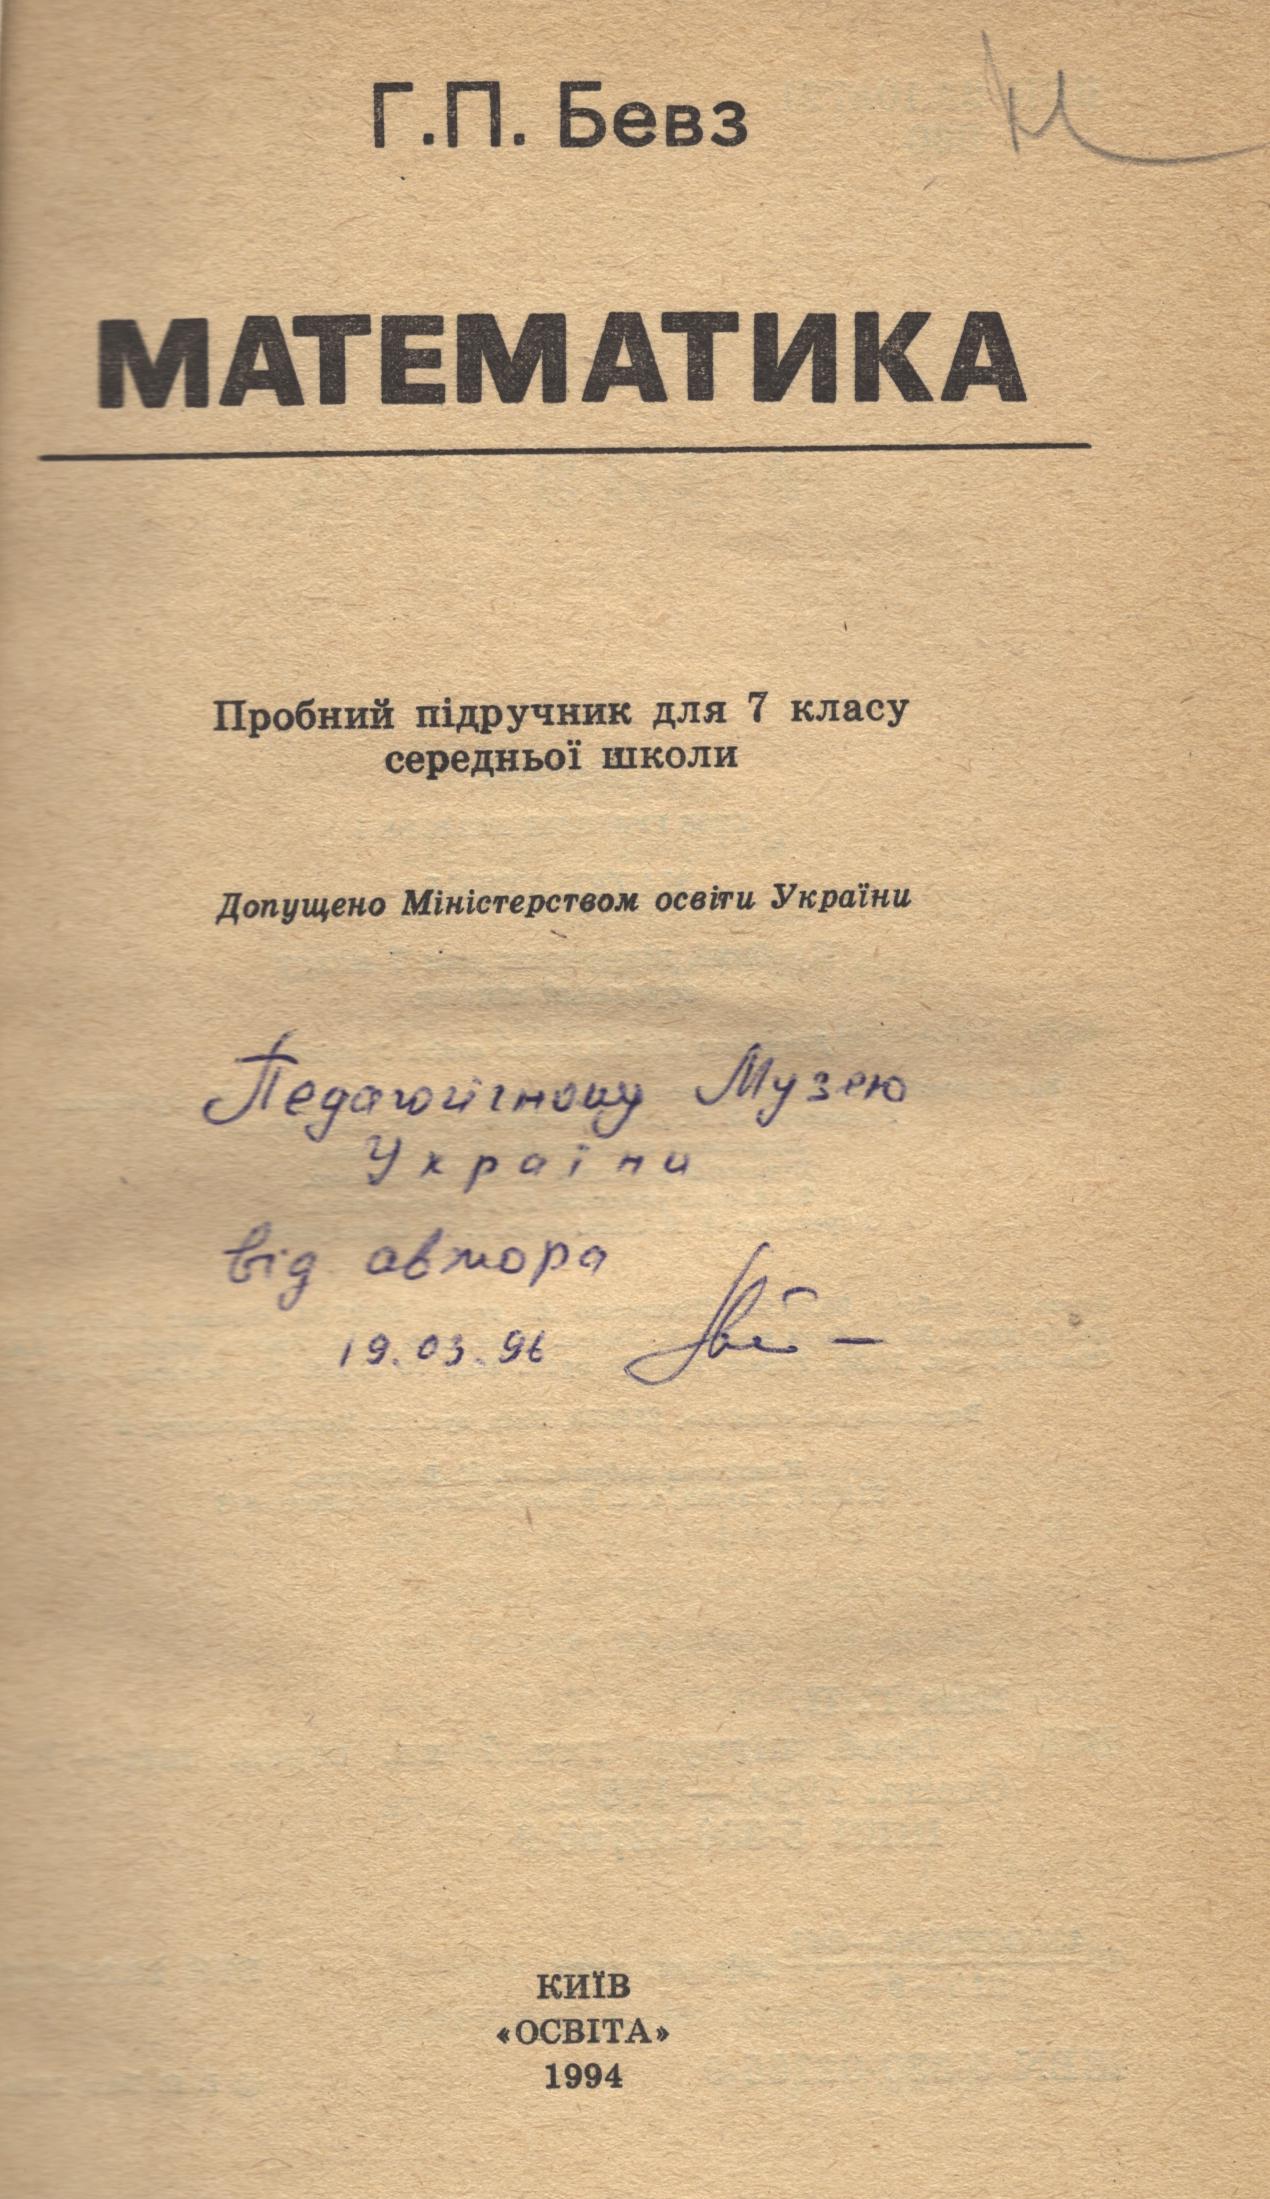 Г.П. Бевз
МАТЕМАТИКА
Пробний підручник для 7 класу
середньої школи
Допущено Міністерством освіти України
Педагогічному Музею
України
від автора
19.03.96
КИЇВ
«ОСВІТА»
1994